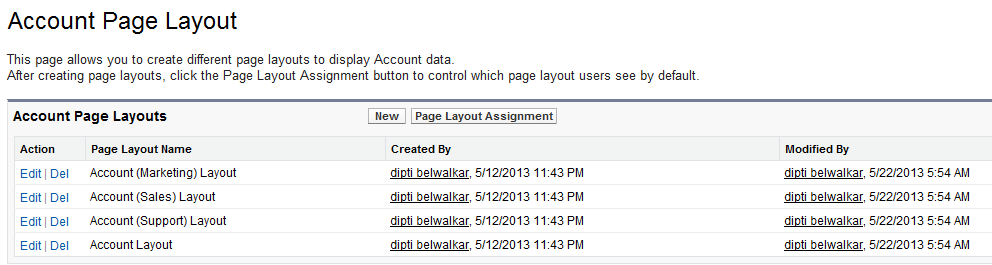 Account Page Layout
This page allows you to create different page layouts to display Account data.
After creating page layouts, click the Page Layout Assignment button to control which page layout users see by default.
Account Page Layouts New Page Layout Assignment
Action Page Layout Name Created By Modified By
Edit | Del Account (Marketing) Layout dipti belwalkar, 5/12/2013 11:43 PM dipti belwalkar, 5/22/2013 5:54 AM
Edit | Del Account (Sales) Layout dipti belwalkar, 5/12/2013 11:43 PM dipti belwalkar, 5/22/2013 5:54 AM
Edit | Del Account (Support) Layout dipti belwalkar, 5/12/2013 11:43 PM dipti belwalkar, 5/22/2013 5:54 AM
Edit | Del Account Layout dipti belwalkar, 5/12/2013 11:43 PM dipti belwalkar, 5/22/2013 5:54 AM